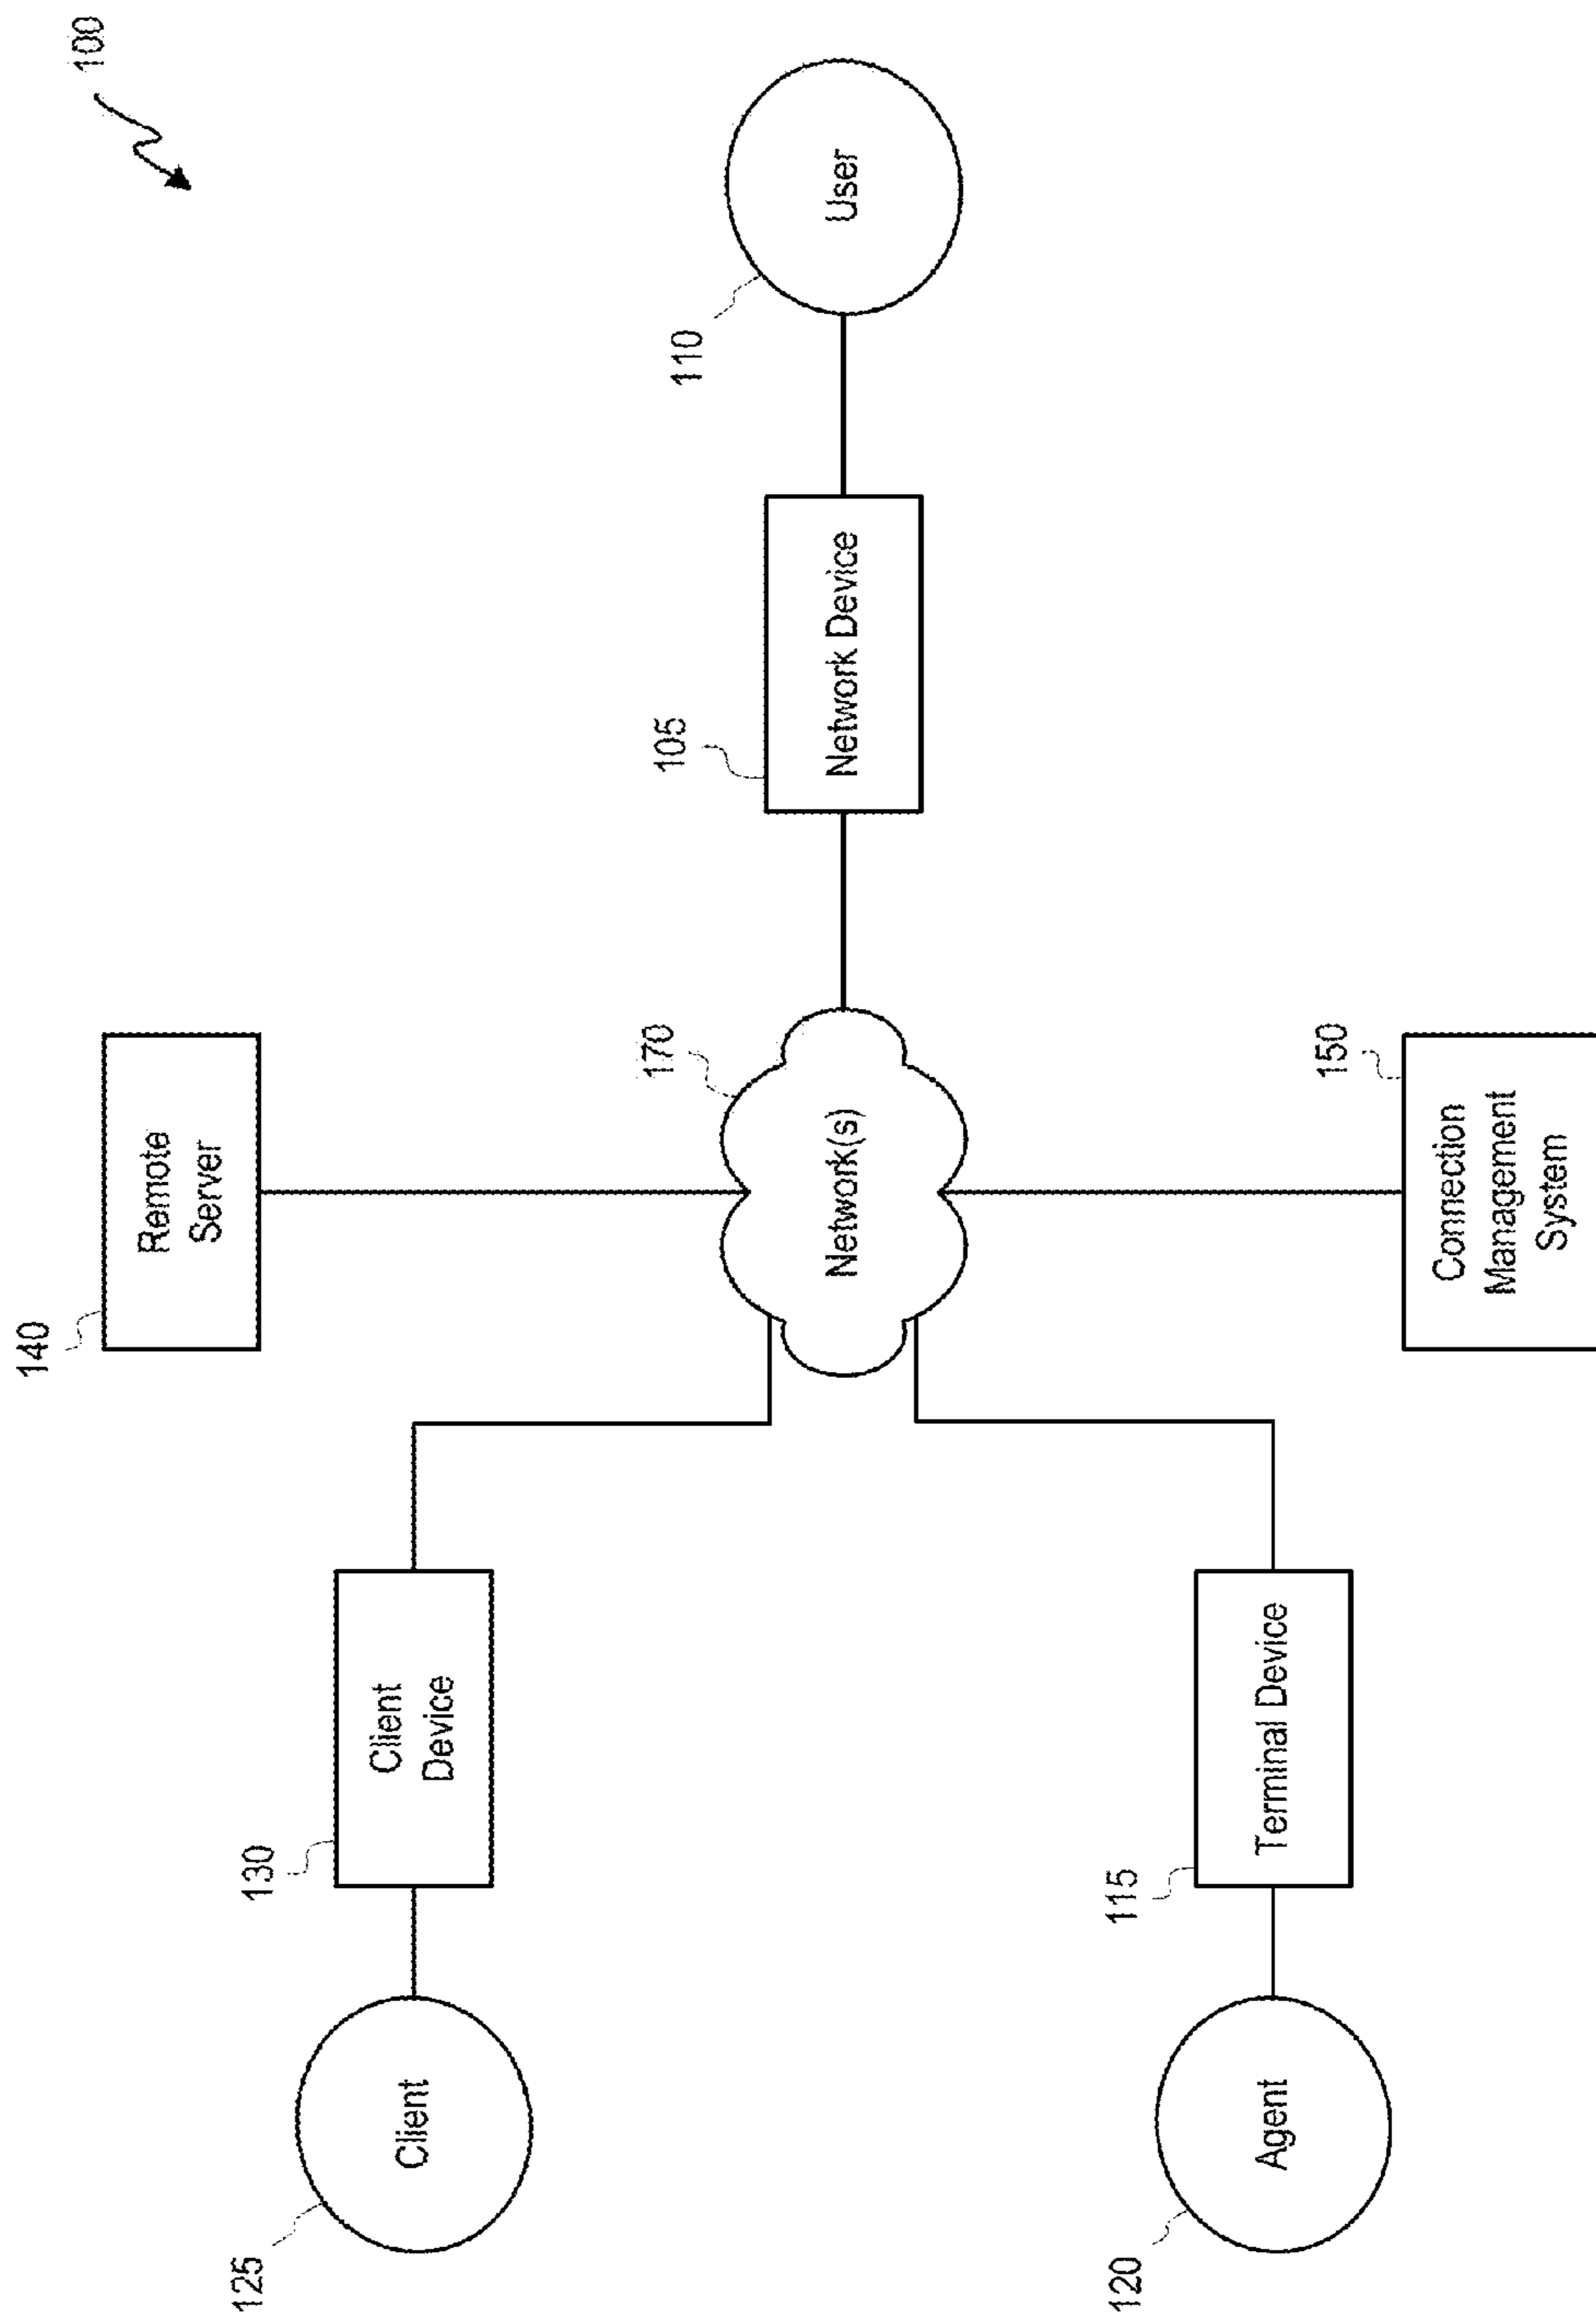 100
140
Remote
Server
125
Client
130
Client
Device
170
Network(s)
105
Network Device
110
User
120
Agent
115
Terminal Device
150
Connection
Management
System